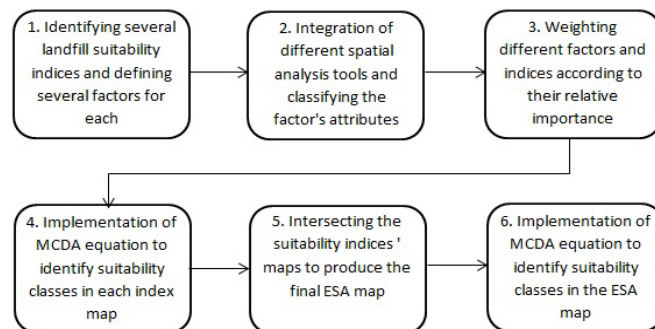 1. Identifying several
landfill suitability
indices and defining
several factors for
each
2. Integration of
different spatial
analysis tools and
classifying the
factor's attributes
3. Weighting
different factors and
indices according to
their relative
importance
4. Implementation of
MCDA equation to
identify suitability
classes in each index
map
5. Intersecting the
suitability indices '
maps to produce the
final ESA map
6. Implementation of
MCDA equation to
identify suitability
classes in the ESA
map